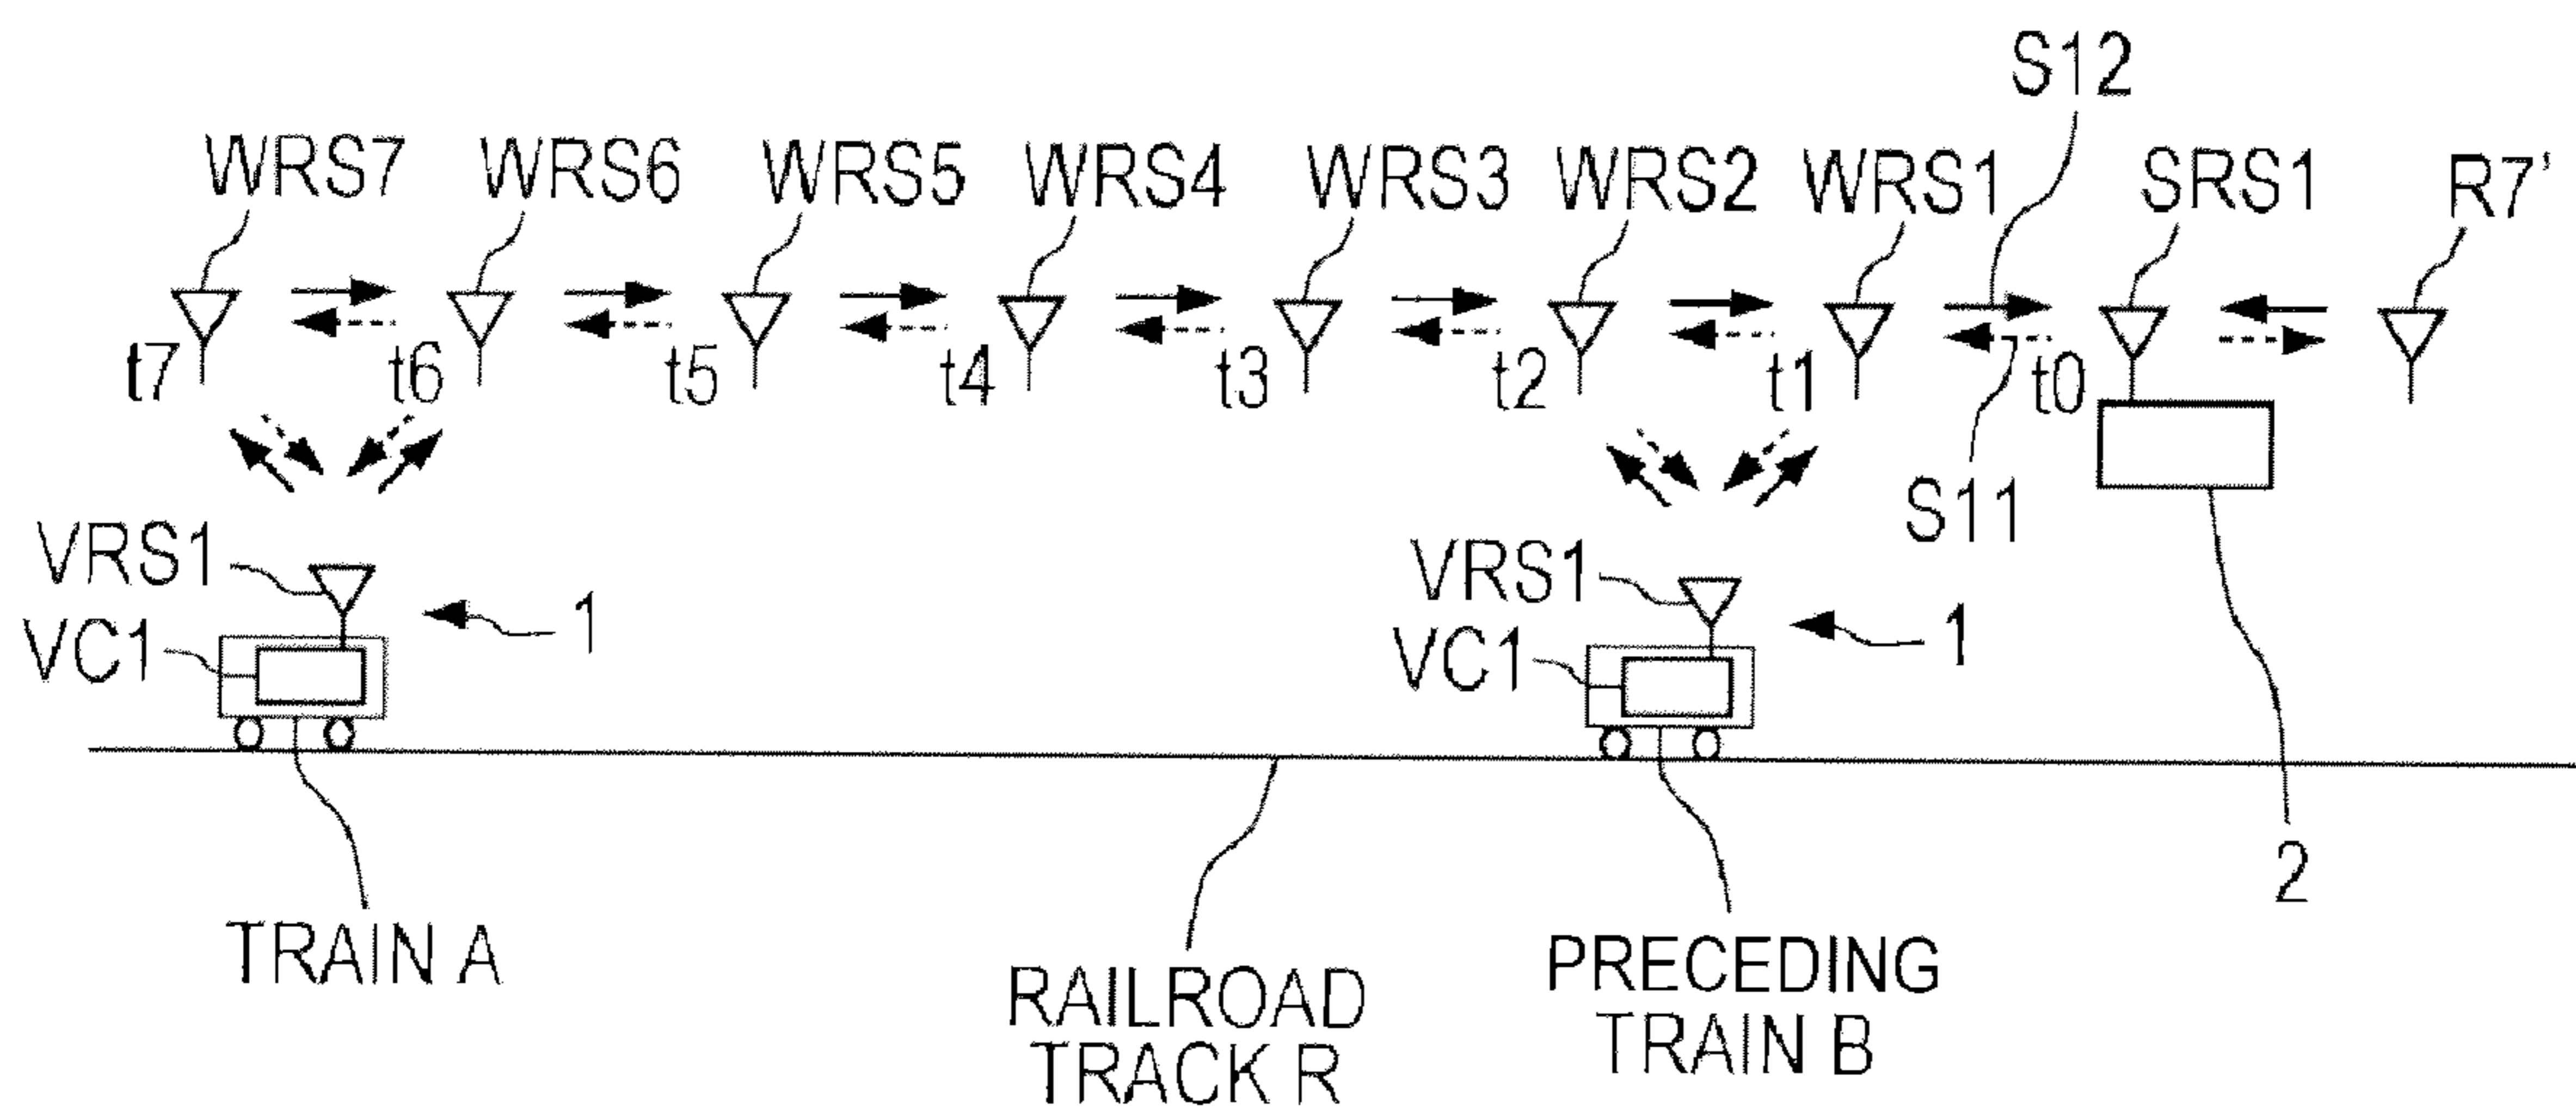 S12
WRS7 WRS6 WRS5 WRS4 WRS3 WRS2 WRS1 SRS1 R7'
t7 t6 t5 t4 t3 t2 t1 t0
S11
VRS1 1 VRS1 1
VC1 VC1
2
TRAIN A
RAILROAD
TRACK R
PRECEDING
TRAIN B